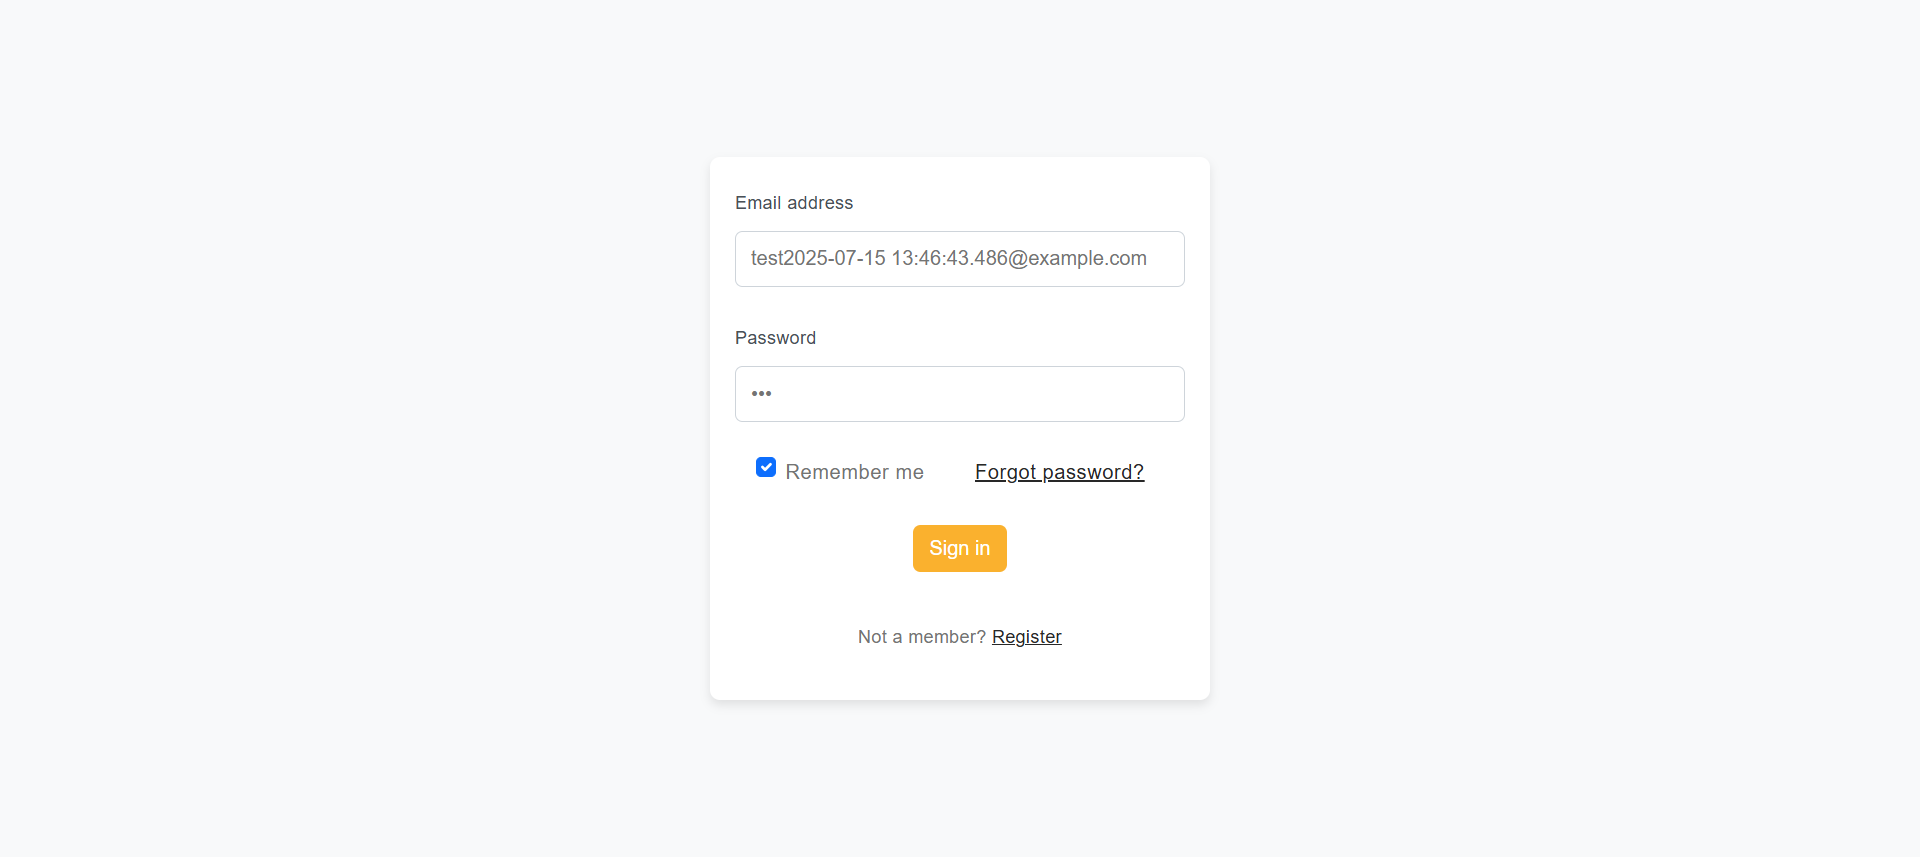 Email address
test2025-07-15 13:46:43.486@example.com
Password
•••
Remember me Forgot password?
Sign in
Not a member? Register